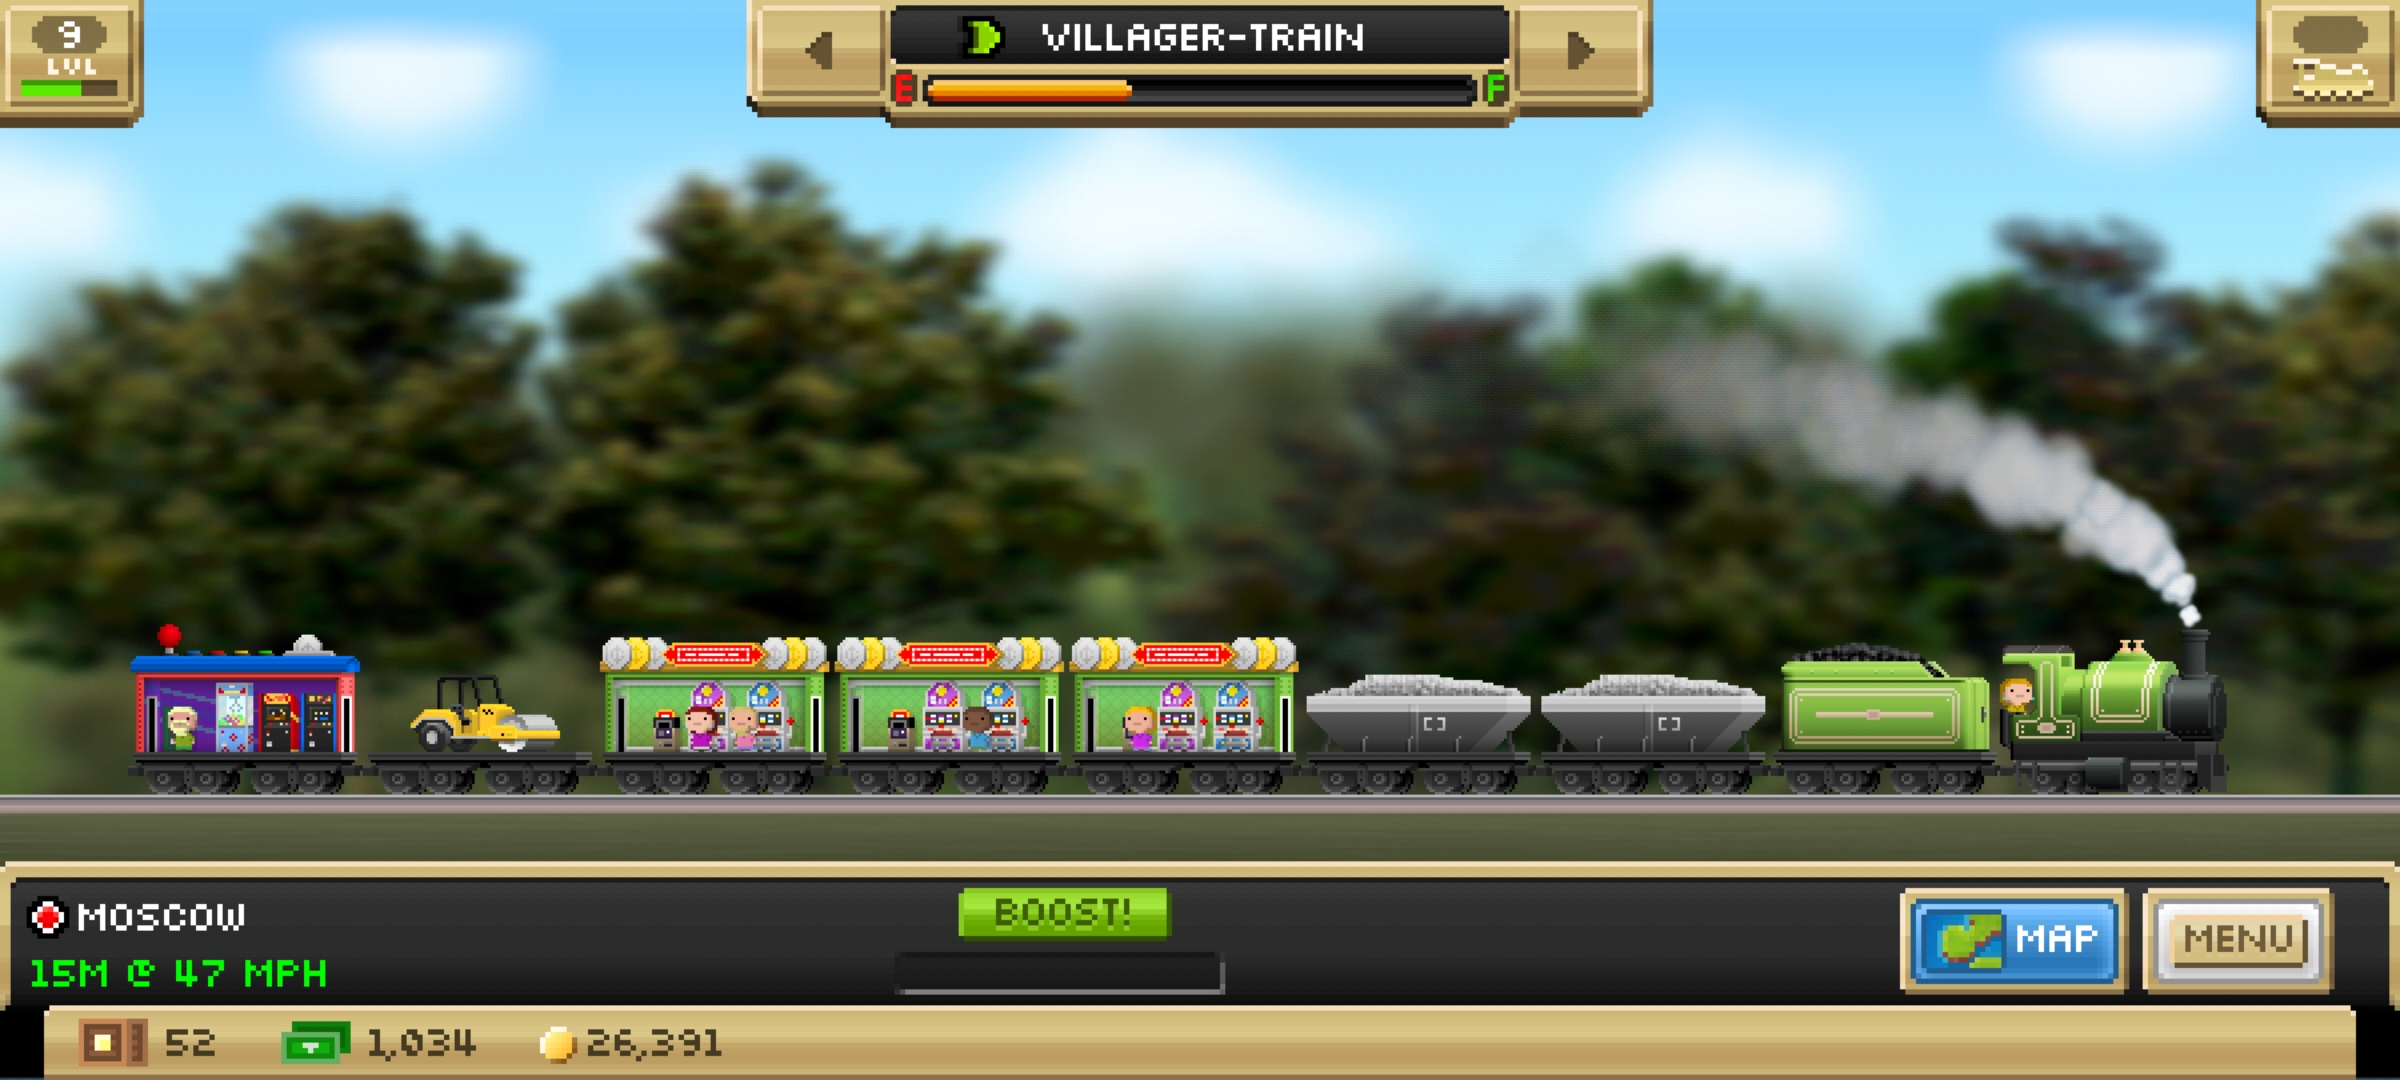 9
LVL
VILLAGER-TRAIN
E F
MOSCOW
15M @ 47 MPH
BOOST!
MAP
MENU
52
1,034
26,391